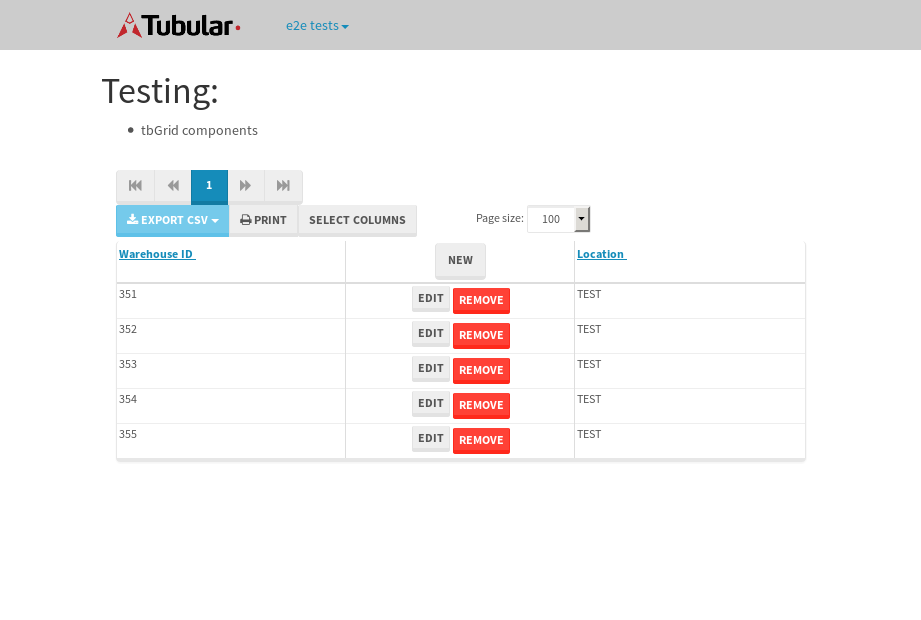 Tubular
e2e tests
Testing:
tbGrid components
1
EXPORT CSV PRINT SELECT COLUMNS Page size: 100
Warehouse ID NEW Location
351 EDIT REMOVE TEST
352 EDIT REMOVE TEST
353 EDIT REMOVE TEST
354 EDIT REMOVE TEST
355 EDIT REMOVE TEST